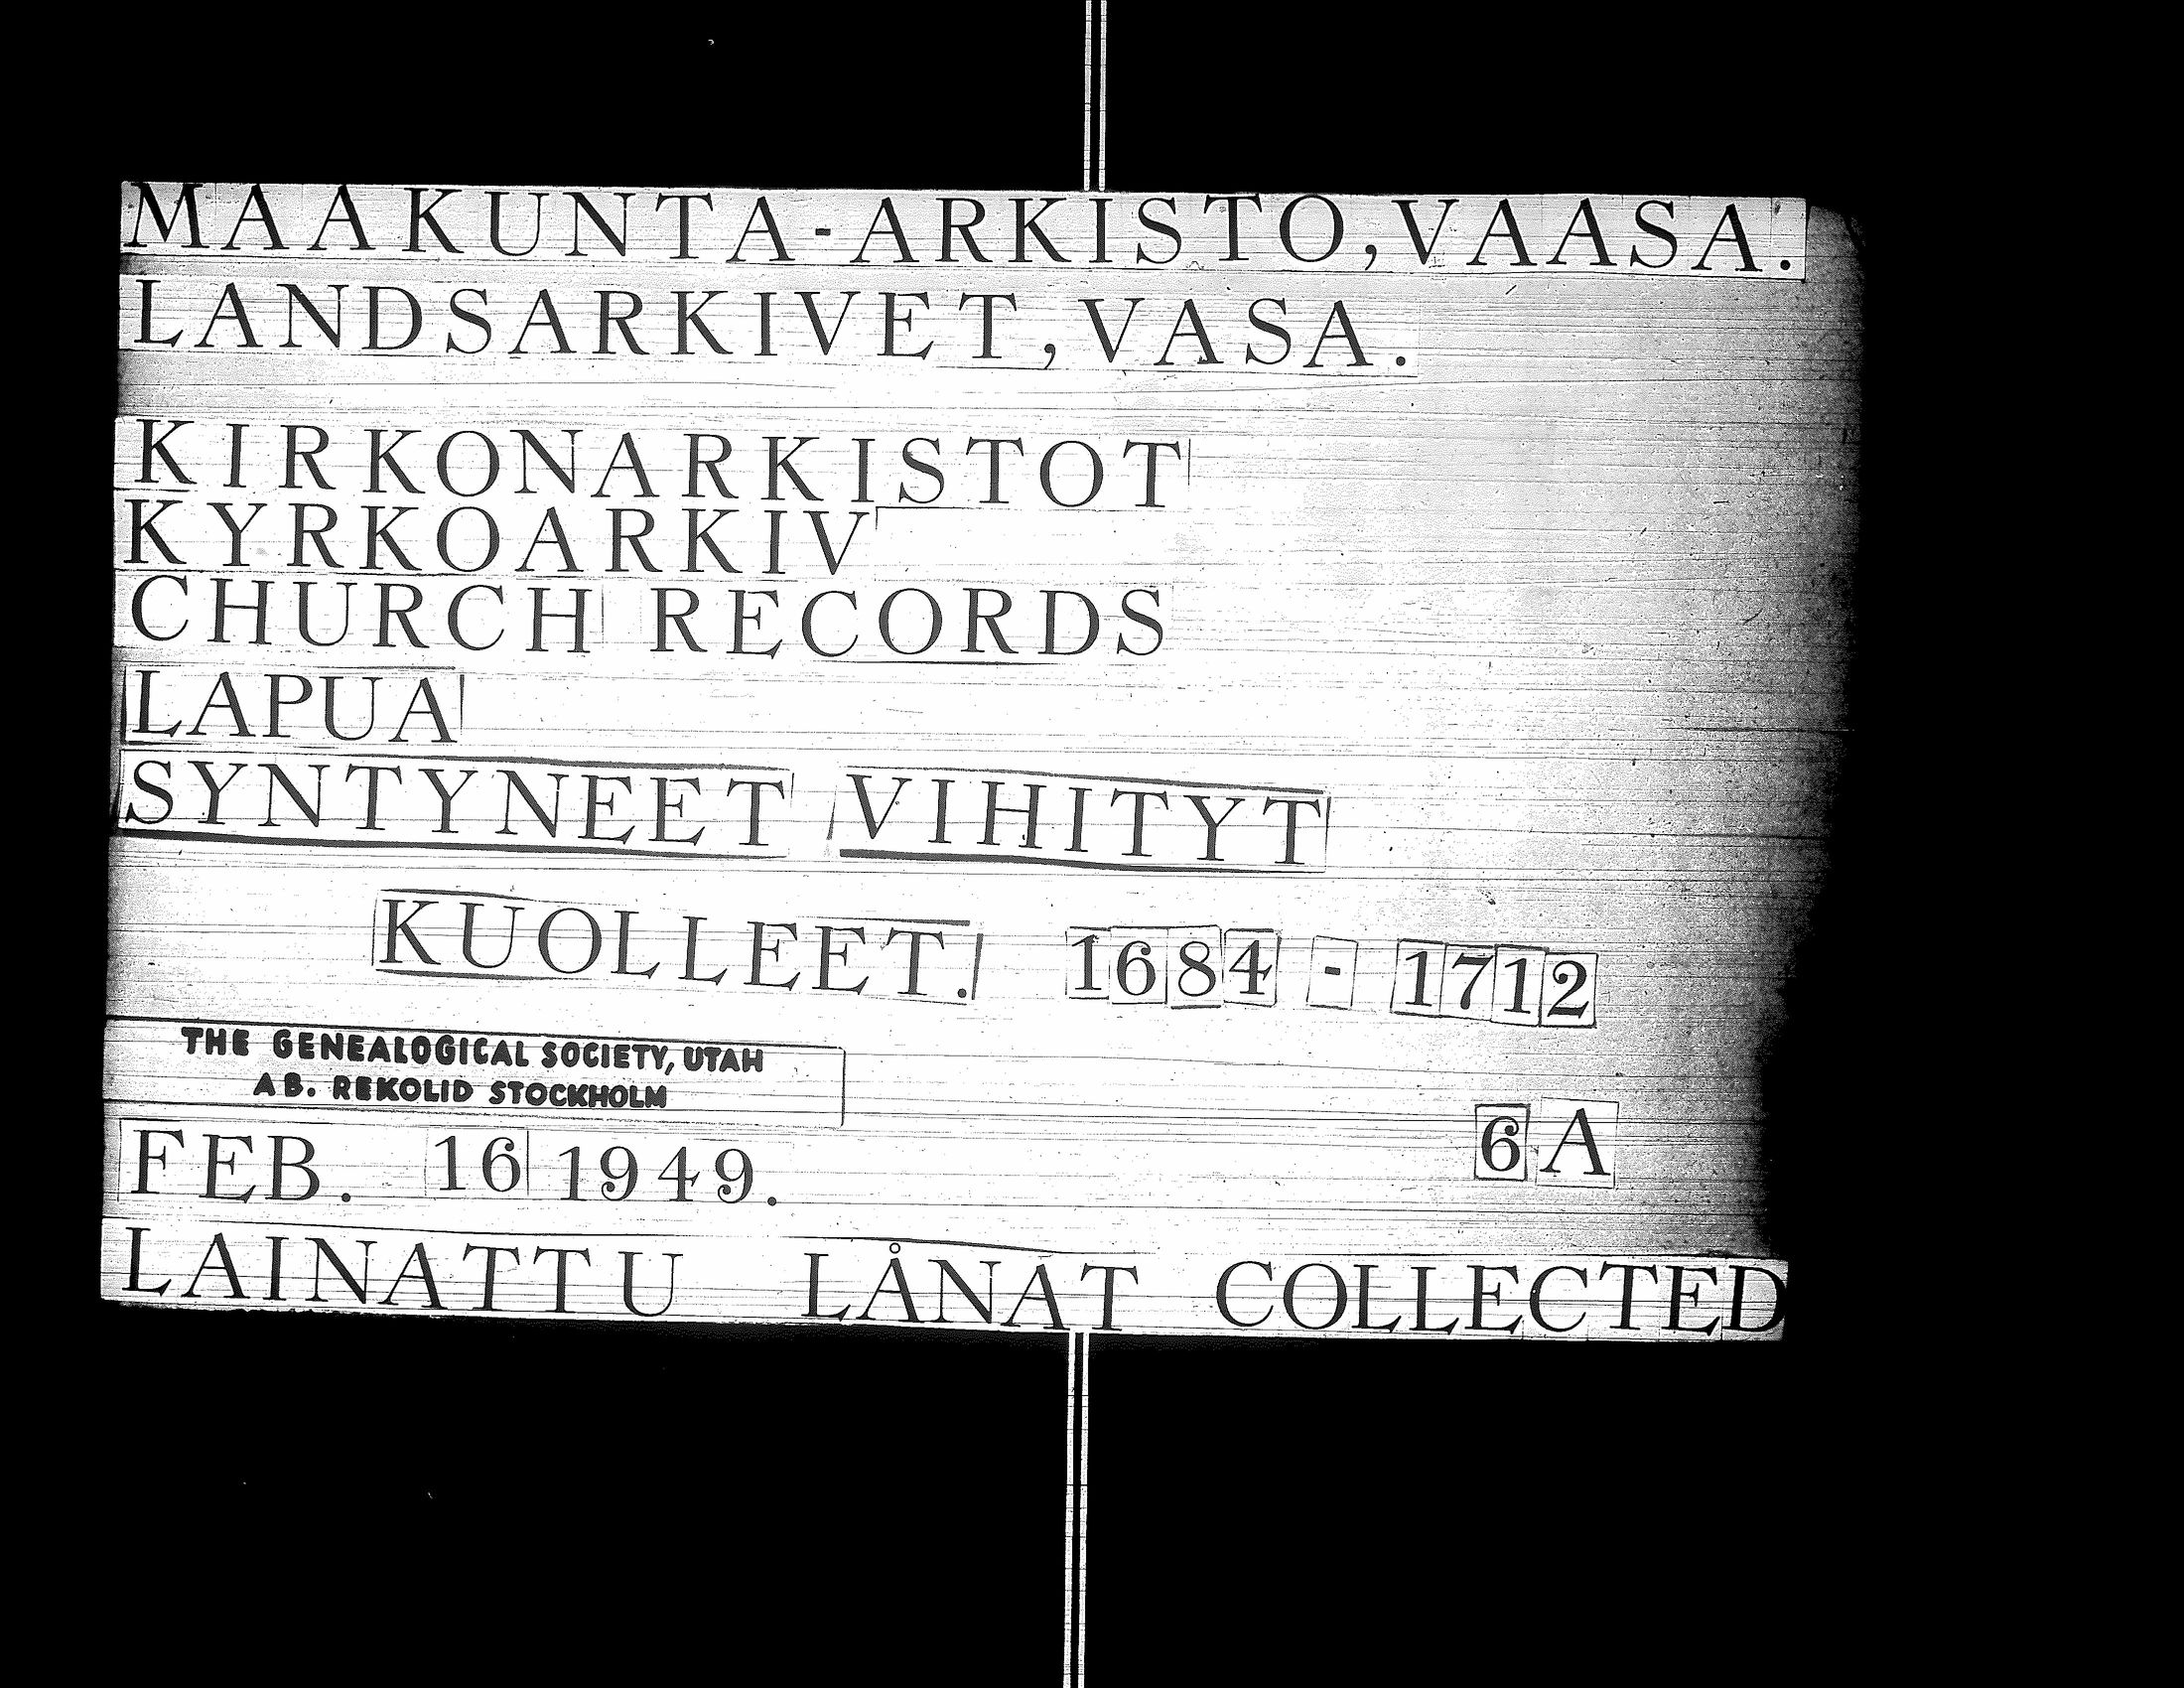 MAAKUNTA-ARKISTO,VAASA.
LANDSARKIVET,VASA.
KIRKONARKISTOT
KYRKOARKIV
CHURCH RECORDS
LAPUA
SYNTYNEET VIHITYT
KUOLLEET. 1684 - 1712
THE GENEALOGICAL SOCIETY, UTAH
AB. REKOLID STOCKHOLM
6 A
FEB. 16 1949.
LAINATTU LÅNAT COLLECTED